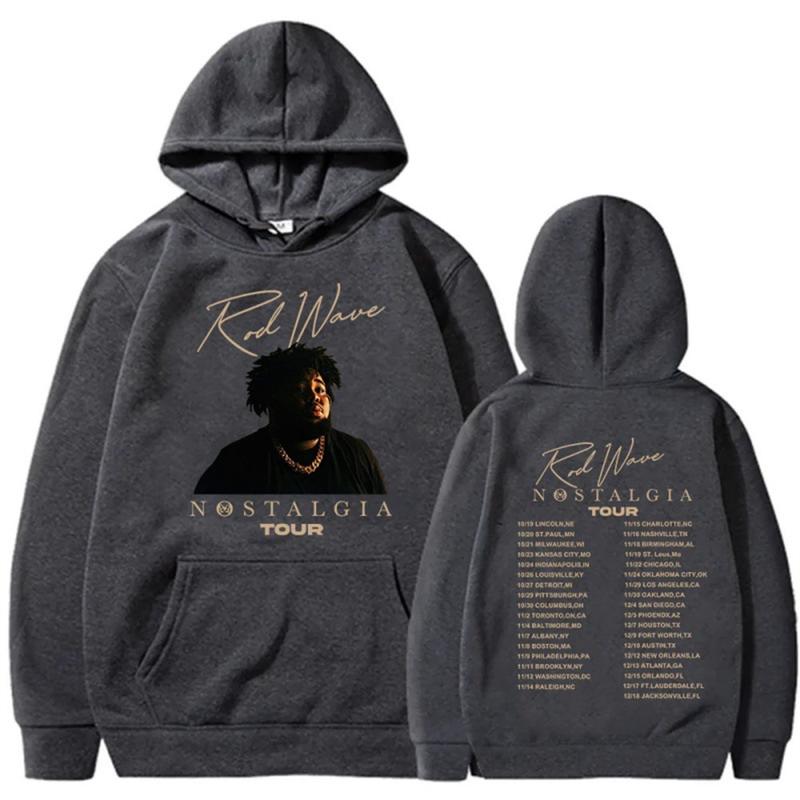 Rod Wave
NOSTALGIA
TOUR
Rod Wave
NOSTALGIA
TOUR
10/19 LINCOLN,NE
10/20 ST.PAUL,MN
10/21 MILWAUKEE,WI
10/23 KANSAS CITY,MO
10/24 INDIANAPOLIS,IN
10/26 LOUISVILLE,KY
10/27 DETROIT,MI
10/29 PITTSBURGH,PA
10/30 COLUMBUS,OH
11/2 TORONTO,ON,CA
11/4 BALTIMORE,MD
11/7 ALBANY,NY
11/8 BOSTON,MA
11/9 PHILADELPHIA,PA
11/11 BROOKLYN,NY
11/12 WASHINGTON,DC
11/14 RALEIGH,NC
11/15 CHARLOTTE,NC
11/16 NASHVILLE,TN
11/18 BIRMINGHAM,AL
11/19 ST. Lous,Mo
11/22 CHICAGO,IL
11/24 OKLAHOMA CITY,OK
11/29 LOS ANGELES,CA
11/30 OAKLAND,CA
12/4 SAN DIEGO,CA
12/5 PHOENDX,AZ
12/7 HOUSTON,TX
12/9 FORT WORTH,TX
12/10 AUSTIN,TX
12/12 NEW ORLEANS,LA
12/13 ATLANTA,GA
12/15 ORLANDO,FL
12/17 FT.LAUDERDALE,FL
12/18 JACKSONVILLE,FL